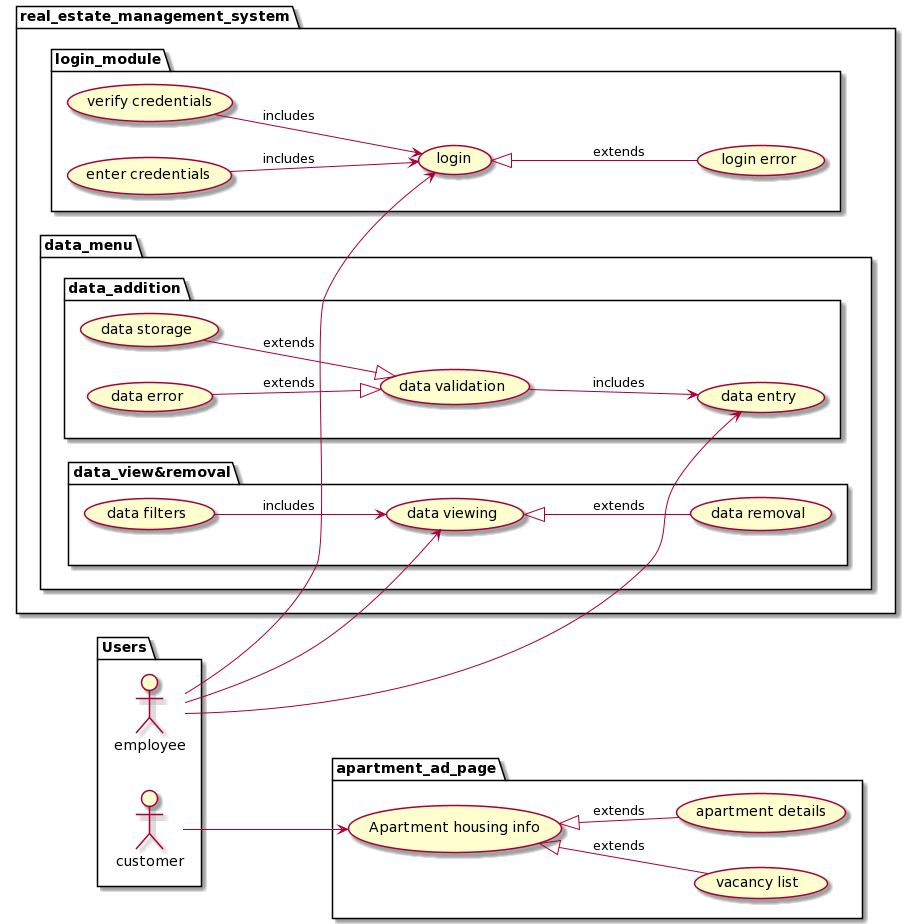 real_estate_management_system
login_module
verify credentials
includes
enter credentials
includes
login
extends
login error
data_menu
data_addition
data storage
extends
data error
extends
data validation
includes
data entry
data_view&removal
data filters
includes
data viewing
extends
data removal
Users
employee
customer
apartment_ad_page
Apartment housing info
extends
apartment details
extends
vacancy list